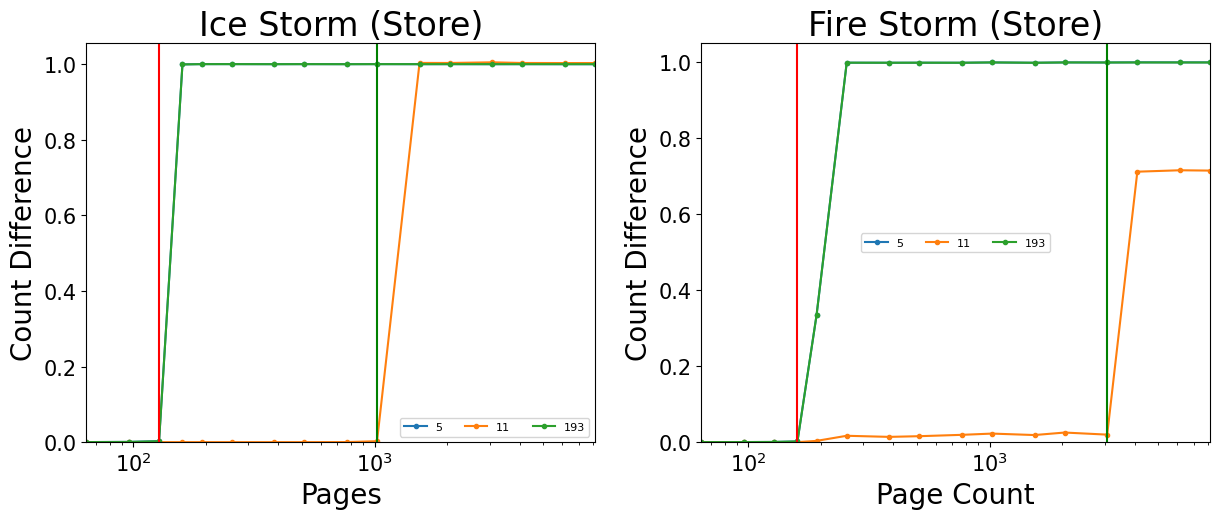 Ice Storm (Store)
Count Difference
1.0
0.8
0.6
0.4
0.2
0.0
10²
10³
Pages
5 11 193
Fire Storm (Store)
Count Difference
1.0
0.8
0.6
0.4
0.2
0.0
10²
10³
Page Count
5 11 193